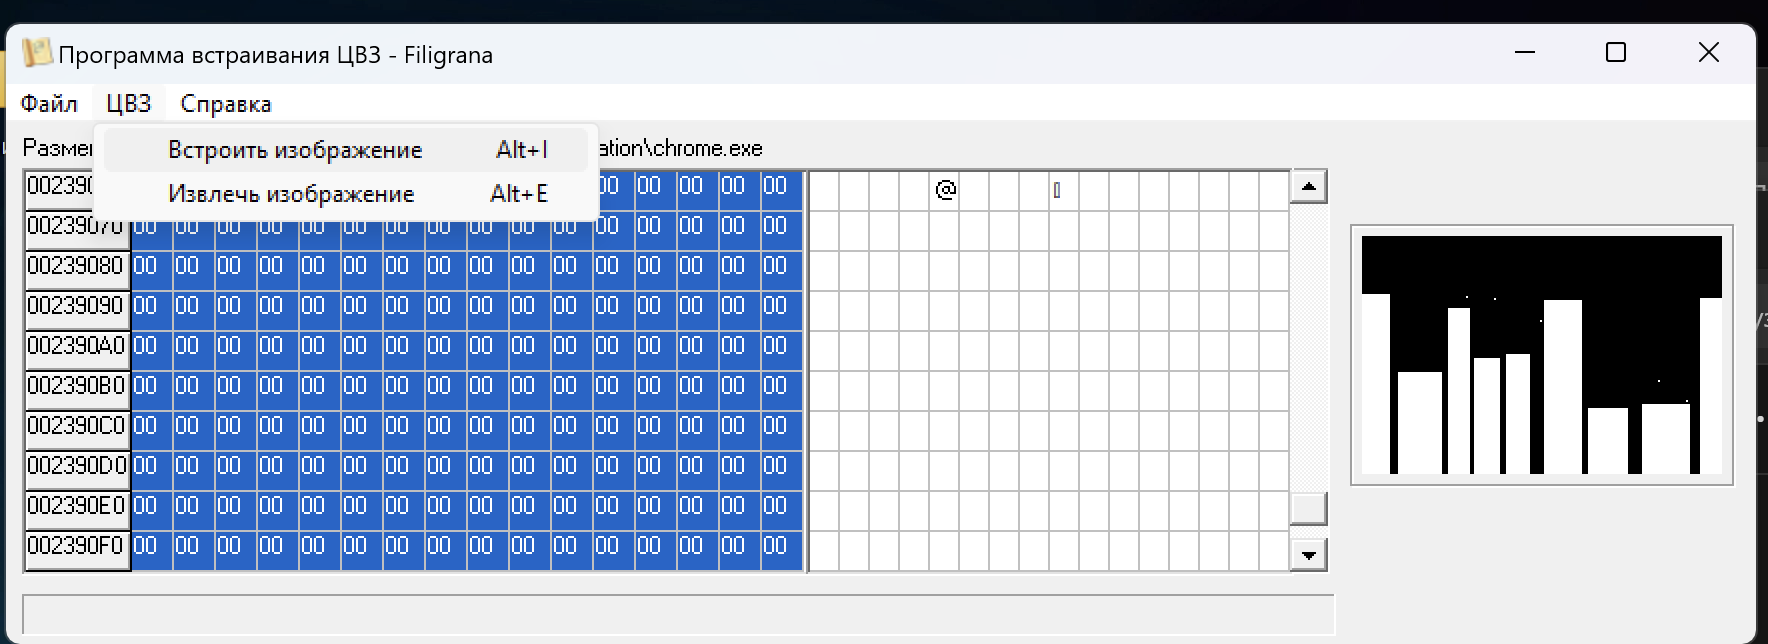 Программа встраивания ЦВЗ - Filigrana
Файл ЦВЗ Справка
Встроить изображение Alt+I
Извлечь изображение Alt+E
ation\chrome.exe
00 00 00 00 00 @
00239070 00 00 00 00 00 00 00 00 00 00 00 00 00 00 00 00
00239080 00 00 00 00 00 00 00 00 00 00 00 00 00 00 00 00
00239090 00 00 00 00 00 00 00 00 00 00 00 00 00 00 00 00
002390A0 00 00 00 00 00 00 00 00 00 00 00 00 00 00 00 00
002390B0 00 00 00 00 00 00 00 00 00 00 00 00 00 00 00 00
002390C0 00 00 00 00 00 00 00 00 00 00 00 00 00 00 00 00
002390D0 00 00 00 00 00 00 00 00 00 00 00 00 00 00 00 00
002390E0 00 00 00 00 00 00 00 00 00 00 00 00 00 00 00 00
002390F0 00 00 00 00 00 00 00 00 00 00 00 00 00 00 00 00